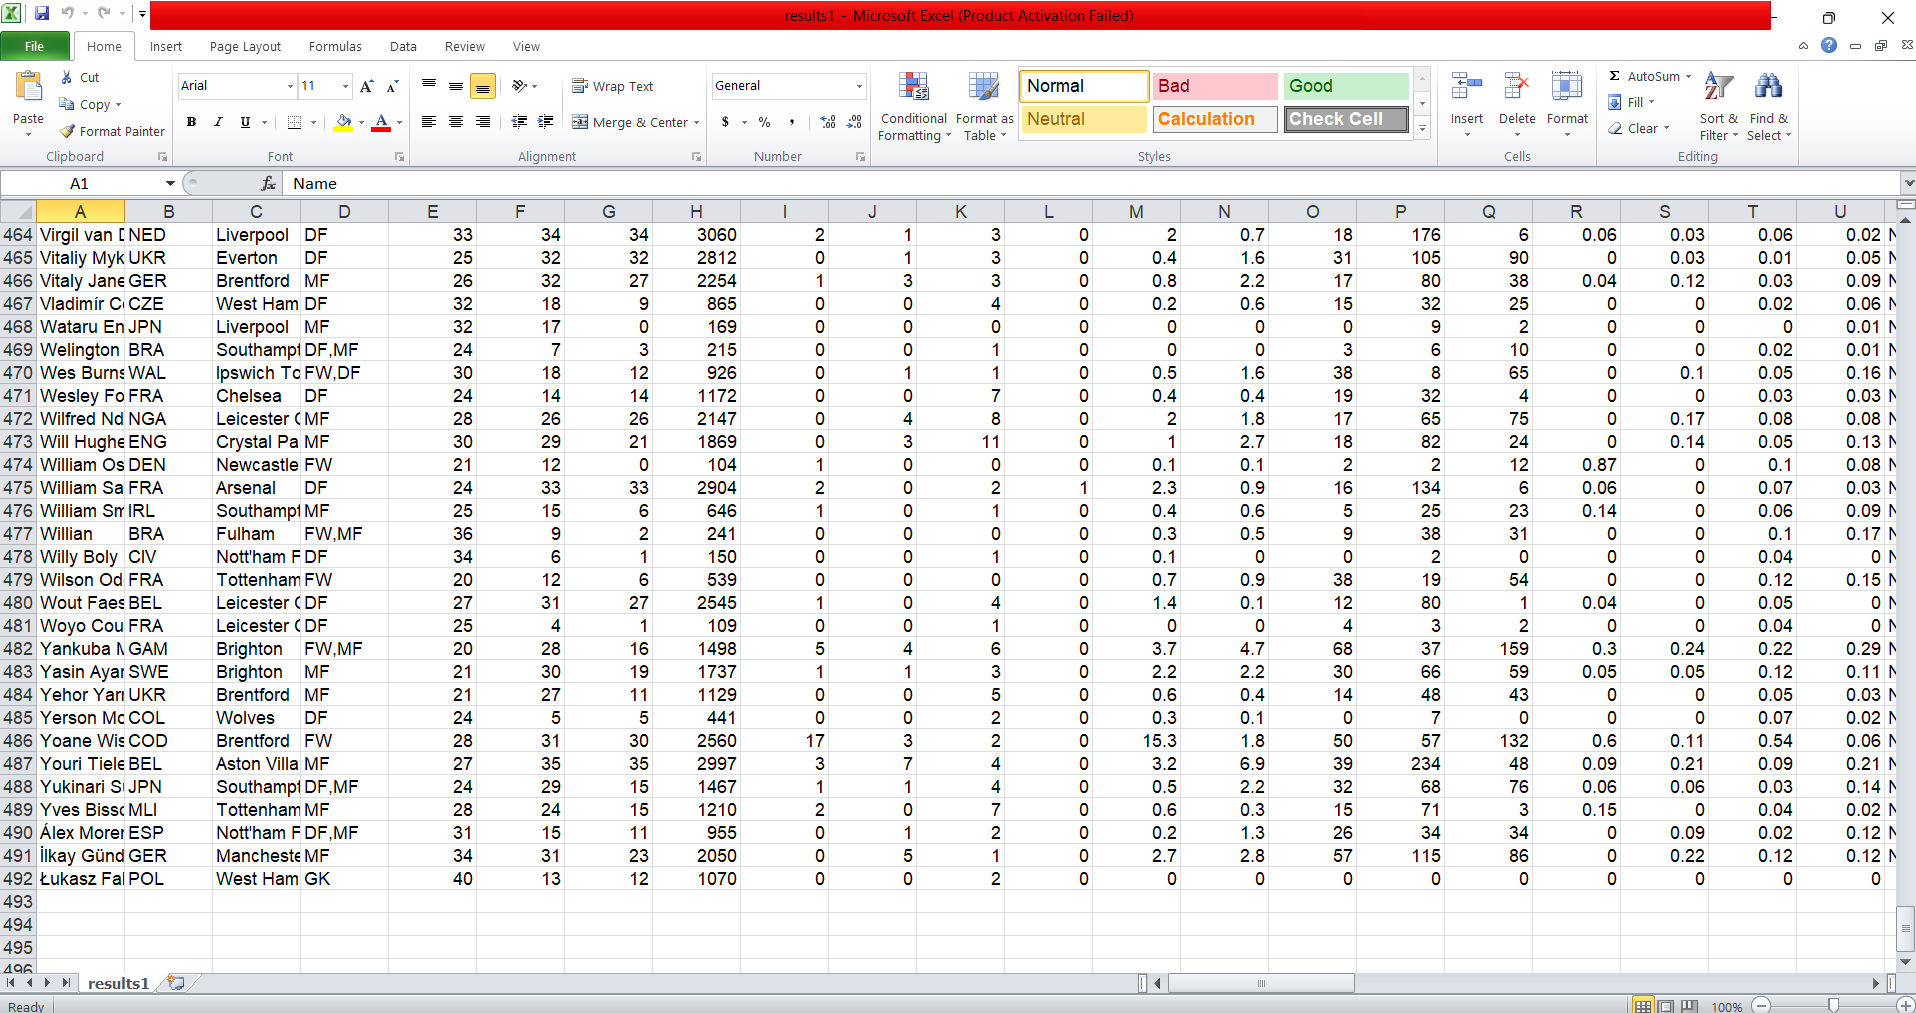 results1 - Microsoft Excel (Product Activation Failed)
File Home Insert Page Layout Formulas Data Review View
Paste Cut Copy Format Painter Clipboard
Arial 11 A A B I U A Font
Wrap Text Merge & Center Alignment
General $ % , Number
Conditional Formatting Format as Table Normal Bad Good Neutral Calculation Check Cell Styles
Insert Delete Format Cells
Σ AutoSum Fill Clear Sort & Filter Find & Select Editing
A1 fx Name
A B C D E F G H I J K L M N O P Q R S T U
464 Virgil van NED Liverpool DF 33 34 34 3060 2 1 3 0 2 0.7 18 176 6 0.06 0.03 0.06 0.02
465 Vitaliy Myk UKR Everton DF 25 32 32 2812 0 1 3 0 0.4 1.6 31 105 90 0 0.03 0.01 0.05
466 Vitaly Jane GER Brentford MF 26 32 27 2254 1 3 3 0 0.8 2.2 17 80 38 0.04 0.12 0.03 0.09
467 Vladimír Co CZE West Ham DF 32 18 9 865 0 0 4 0 0.2 0.6 15 32 25 0 0 0.02 0.06
468 Wataru En JPN Liverpool MF 32 17 0 169 0 0 0 0 0 0 0 9 2 0 0 0 0.01
469 Welington BRA Southampt DF,MF 24 7 3 215 0 0 1 0 0 0 3 6 10 0 0 0.02 0.01
470 Wes Burns WAL Ipswich To FW,DF 30 18 12 926 0 1 1 0 0.5 1.6 38 8 65 0 0.1 0.05 0.16
471 Wesley Fo FRA Chelsea DF 24 14 14 1172 0 0 7 0 0.4 0.4 19 32 4 0 0 0.03 0.03
472 Wilfred Nd NGA Leicester C MF 28 26 26 2147 0 4 8 0 2 1.8 17 65 75 0 0.17 0.08 0.08
473 Will Hughe ENG Crystal Pa MF 30 29 21 1869 0 3 11 0 1 2.7 18 82 24 0 0.14 0.05 0.13
474 William Os DEN Newcastle FW 21 12 0 104 1 0 0 0 0.1 0.1 2 2 12 0.87 0 0.1 0.08
475 William Sa FRA Arsenal DF 24 33 33 2904 2 0 2 1 2.3 0.9 16 134 6 0.06 0 0.07 0.03
476 William Sm IRL Southampt MF 25 15 6 646 1 0 1 0 0.4 0.6 5 25 23 0.14 0 0.06 0.09
477 Willian BRA Fulham FW,MF 36 9 2 241 0 0 0 0 0.3 0.5 9 38 31 0 0 0.1 0.17
478 Willy Boly CIV Nott'ham F DF 34 6 1 150 0 0 1 0 0.1 0 0 2 0 0 0 0.04 0
479 Wilson Od FRA Tottenham FW 20 12 6 539 0 0 0 0 0.7 0.9 38 19 54 0 0 0.12 0.15
480 Wout Faes BEL Leicester C DF 27 31 27 2545 1 0 4 0 1.4 0.1 12 80 1 0.04 0 0.05 0
481 Woyo Cou FRA Leicester C DF 25 4 1 109 0 0 1 0 0 0 4 3 2 0 0 0.04 0
482 Yankuba M GAM Brighton FW,MF 20 28 16 1498 5 4 6 0 3.7 4.7 68 37 159 0.3 0.24 0.22 0.29
483 Yasin Ayar SWE Brighton MF 21 30 19 1737 1 1 3 0 2.2 2.2 30 66 59 0.05 0.05 0.12 0.11
484 Yehor Yarm UKR Brentford MF 21 27 11 1129 0 0 5 0 0.6 0.4 14 48 43 0 0 0.05 0.03
485 Yerson Mo COL Wolves DF 24 5 5 441 0 0 2 0 0.3 0.1 0 7 0 0 0 0.07 0.02
486 Yoane Wis COD Brentford FW 28 31 30 2560 17 3 2 0 15.3 1.8 50 57 132 0.6 0.11 0.54 0.06
487 Youri Tiele BEL Aston Villa MF 27 35 35 2997 3 7 4 0 3.2 6.9 39 234 48 0.09 0.21 0.09 0.21
488 Yukinari Su JPN Southampt DF,MF 24 29 15 1467 1 1 4 0 0.5 2.2 32 68 76 0.06 0.06 0.03 0.14
489 Yves Bisso MLI Tottenham MF 28 24 15 1210 2 0 7 0 0.6 0.3 15 71 3 0.15 0 0.04 0.02
490 Álex Morer ESP Nott'ham F DF,MF 31 15 11 955 0 1 2 0 0.2 1.3 26 34 34 0 0.09 0.02 0.12
491 İlkay Günd GER Mancheste MF 34 31 23 2050 0 5 1 0 2.7 2.8 57 115 86 0 0.22 0.12 0.12
492 Łukasz Fal POL West Ham GK 40 13 12 1070 0 0 2 0 0 0 0 0 0 0 0 0 0
493
494
495
496
results1
Ready 100%